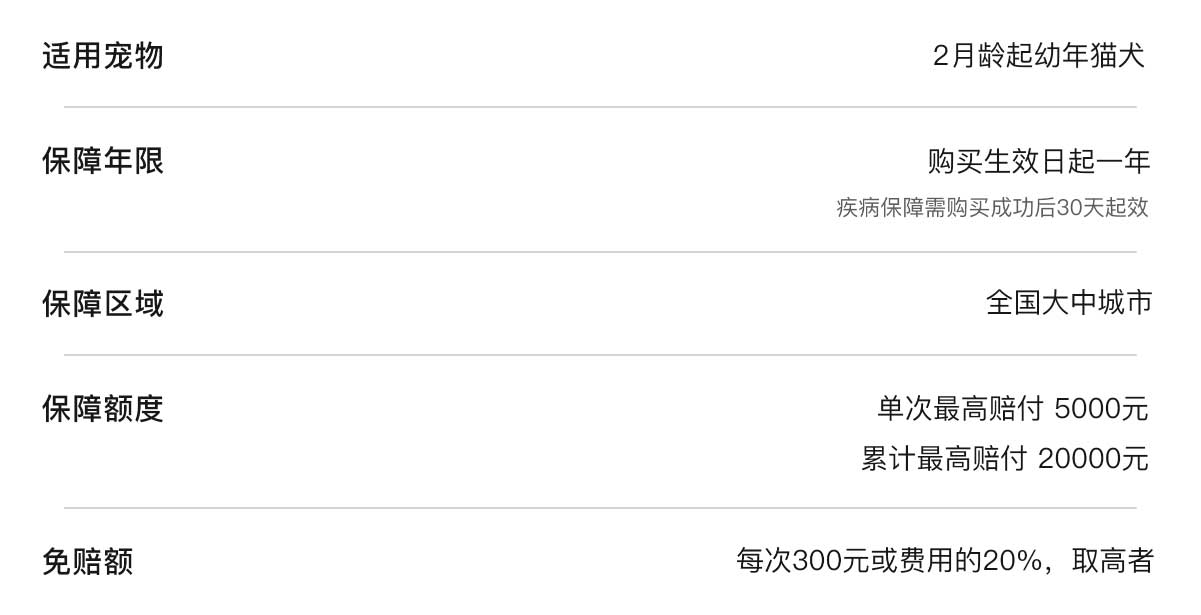 适用宠物 2月龄起幼年猫犬
保障年限 购买生效日起一年
疾病保障需购买成功后30天起效
保障区域 全国大中城市
保障额度 单次最高赔付 5000元
累计最高赔付 20000元
免赔额 每次300元或费用的20%，取高者